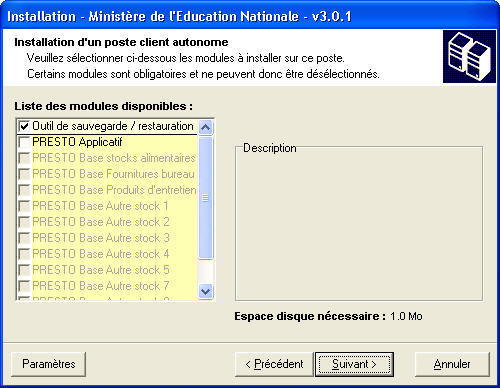 Installation - Ministère de l'Education Nationale - v3.0.1
Installation d'un poste client autonome
Veuillez sélectionner ci-dessous les modules à installer sur ce poste.
Certains modules sont obligatoires et ne peuvent donc être désélectionnés.
Liste des modules disponibles :
Outil de sauvegarde / restauration
PRESTO Applicatif
PRESTO Base stocks alimentaires
PRESTO Base Fournitures bureau
PRESTO Base Produits d'entretien
PRESTO Base Autre stock 1
PRESTO Base Autre stock 2
PRESTO Base Autre stock 3
PRESTO Base Autre stock 4
PRESTO Base Autre stock 5
PRESTO Base Autre stock 7
Description
Espace disque nécessaire : 1.0 Mo
Paramètres
< Précédent
Suivant >
Annuler